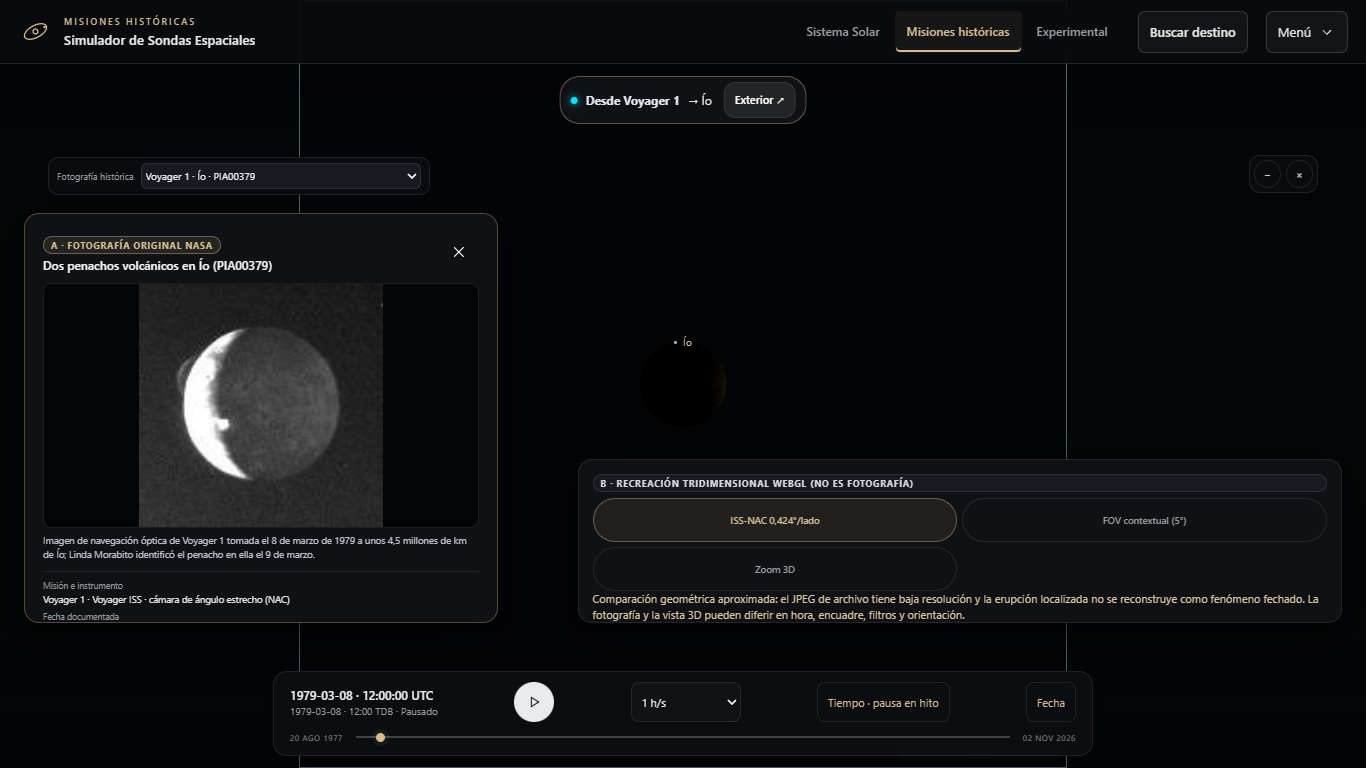 MISIONES HISTÓRICAS
Simulador de Sondas Espaciales
Sistema Solar
Misiones históricas
Experimental
Buscar destino
Menú
Desde Voyager 1 → Ío
Exterior ↗
Fotografía histórica
Voyager 1 · Ío · PIA00379
−
×
A · FOTOGRAFÍA ORIGINAL NASA
Dos penachos volcánicos en Ío (PIA00379)
Imagen de navegación óptica de Voyager 1 tomada el 8 de marzo de 1979 a unos 4,5 millones de km
de Ío; Linda Morabito identificó el penacho en ella el 9 de marzo.
Misión e instrumento
Voyager 1 · Voyager ISS · cámara de ángulo estrecho (NAC)
Fecha documentada
Ío
B · RECREACIÓN TRIDIMENSIONAL WEBGL (NO ES FOTOGRAFÍA)
ISS-NAC 0,424°/lado
FOV contextual (5°)
Zoom 3D
Comparación geométrica aproximada: el JPEG de archivo tiene baja resolución y la erupción localizada no se reconstruye como fenómeno fechado. La
fotografía y la vista 3D pueden diferir en hora, encuadre, filtros y orientación.
1979-03-08 · 12:00:00 UTC
1979-03-08 · 12:00 TDB · Pausado
1 h/s
Tiempo · pausa en hito
Fecha
20 AGO 1977
02 NOV 2026